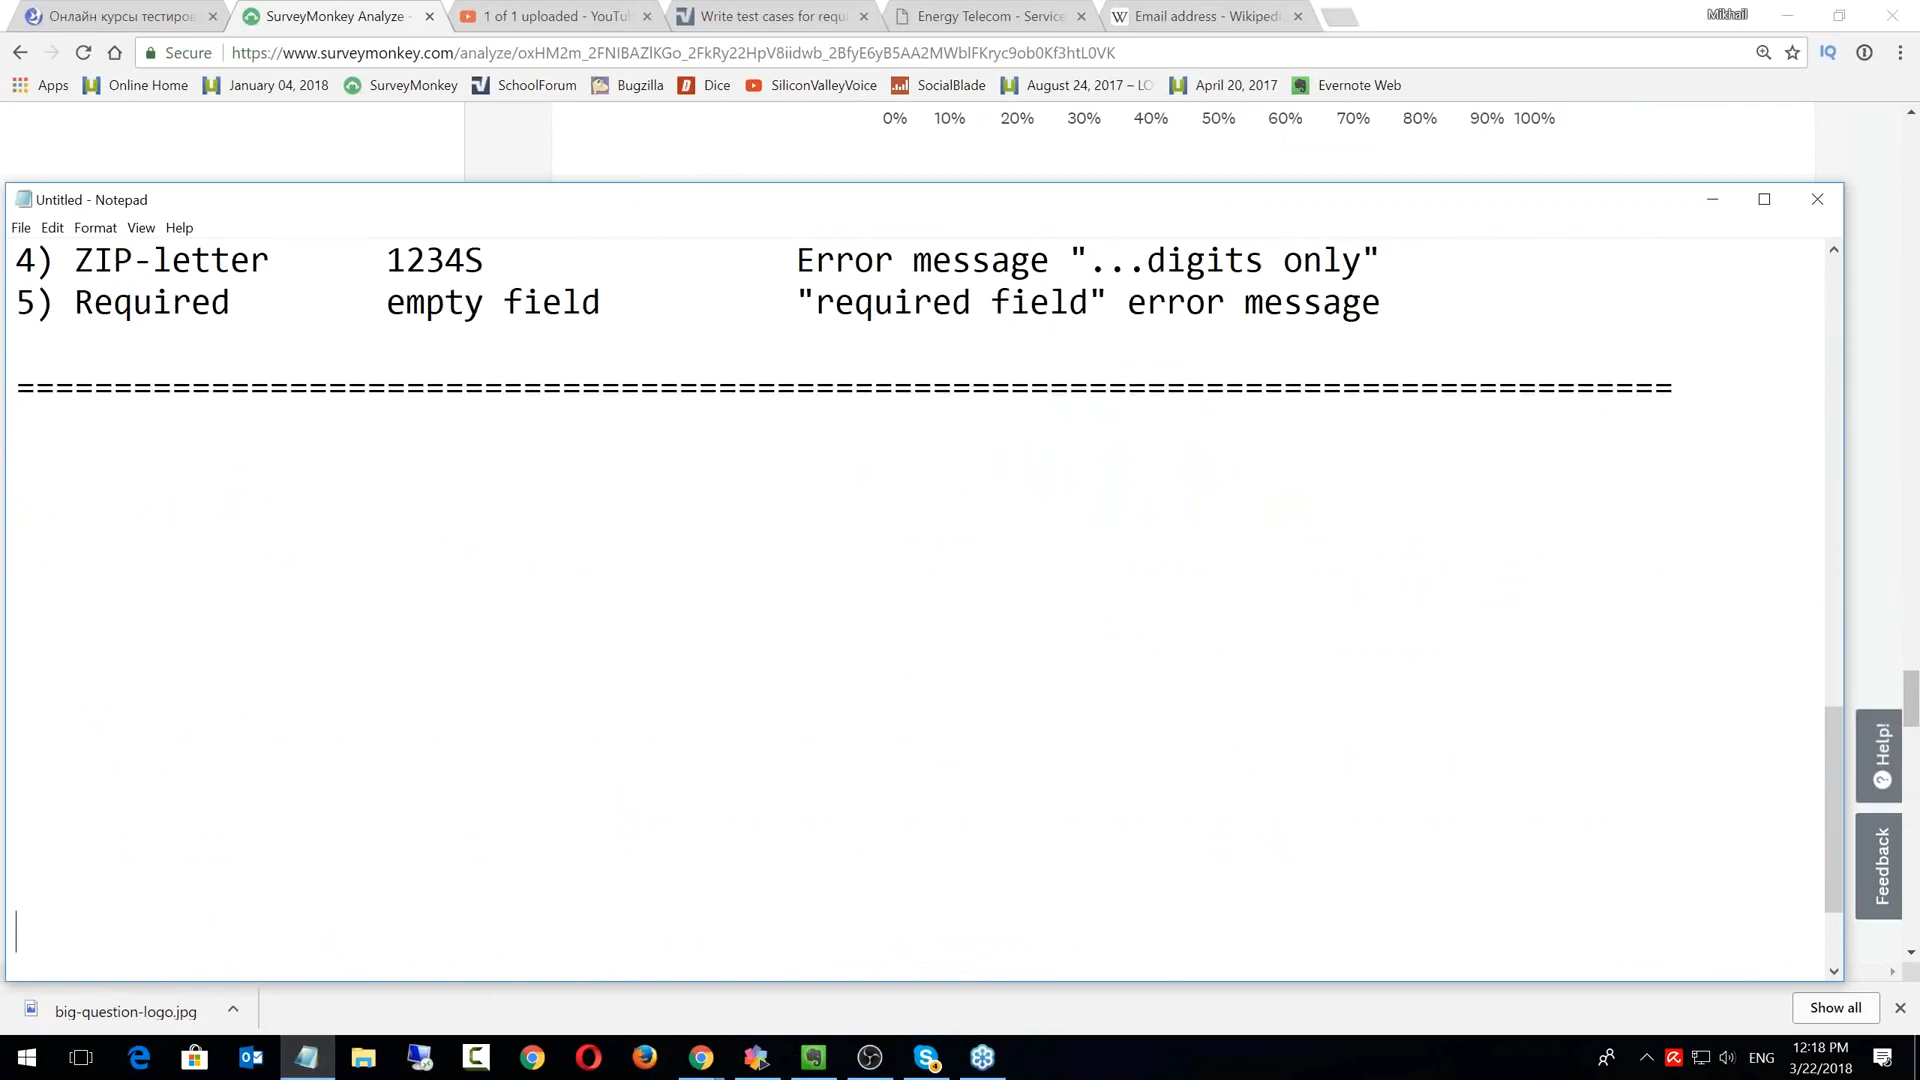 Онлайн курсы тестиров
SurveyMonkey Analyze -
1 of 1 uploaded - YouTu
Write test cases for requ
Energy Telecom - Service
Email address - Wikiped
Mikhail
Secure
https://www.surveymonkey.com/analyze/oxHM2m_2FNIBAZlKGo_2FkRy22HpV8iidwb_2BfyE6yB5AA2MWblFKryc9ob0Kf3htL0VK
Apps
Online Home
January 04, 2018
SurveyMonkey
SchoolForum
Bugzilla
Dice
SiliconValleyVoice
SocialBlade
August 24, 2017 – LO
April 20, 2017
Evernote Web
0% 10% 20% 30% 40% 50% 60% 70% 80% 90% 100%
Untitled - Notepad
File Edit Format View Help
4) ZIP-letter 1234S Error message "...digits only"
5) Required empty field "required field" error message
=====================================================================================
Help!
Feedback
big-question-logo.jpg
Show all
ENG
12:18 PM
3/22/2018